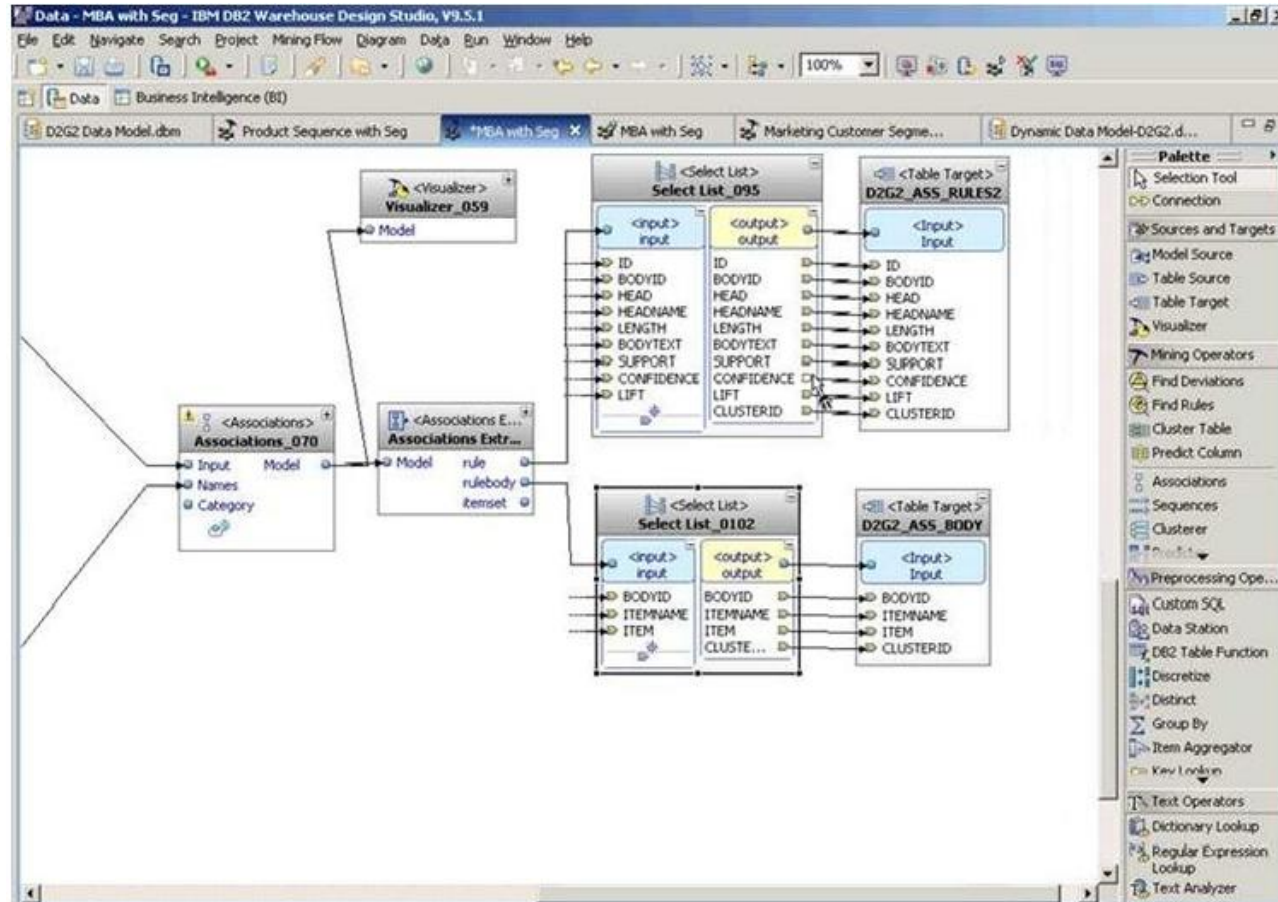 Data - MBA with Seg - IBM DB2 Warehouse Design Studio, V9.5.1
File Edit Navigate Search Project Mining Flow Diagram Data Run Window Help
100%
Data Business Intelligence (BI)
D2G2 Data Model.dbm Product Sequence with Seg *MBA with Seg MBA with Seg Marketing Customer Segme... Dynamic Data Model-D2G2.d...
<Visualizer>
Visualizer_059
Model
<Select List>
Select List_095
<input>
input
<output>
output
ID ID
BODYID BODYID
HEAD HEAD
HEADNAME HEADNAME
LENGTH LENGTH
BODYTEXT BODYTEXT
SUPPORT SUPPORT
CONFIDENCE CONFIDENCE
LIFT LIFT
CLUSTERID
<Table Target>
D2G2_ASS_RULES2
<Input>
Input
ID
BODYID
HEAD
HEADNAME
LENGTH
BODYTEXT
SUPPORT
CONFIDENCE
LIFT
CLUSTERID
<Associations>
Associations_070
Input Model
Names
Category
<Associations E...
Associations Extr...
Model rule
rulebody
itemset
<Select List>
Select List_0102
<input>
input
<output>
output
BODYID BODYID
ITEMNAME ITEMNAME
ITEM ITEM
CLUSTE...
<Table Target>
D2G2_ASS_BODY
<Input>
Input
BODYID
ITEMNAME
ITEM
CLUSTERID
Palette
Selection Tool
Connection
Sources and Targets
Model Source
Table Source
Table Target
Visualizer
Mining Operators
Find Deviations
Find Rules
Cluster Table
Predict Column
Associations
Sequences
Clusterer
Preprocessing Ope...
Custom SQL
Data Station
DB2 Table Function
Discretize
Distinct
Group By
Item Aggregator
Key Lookup
Text Operators
Dictionary Lookup
Regular Expression
Lookup
Text Analyzer